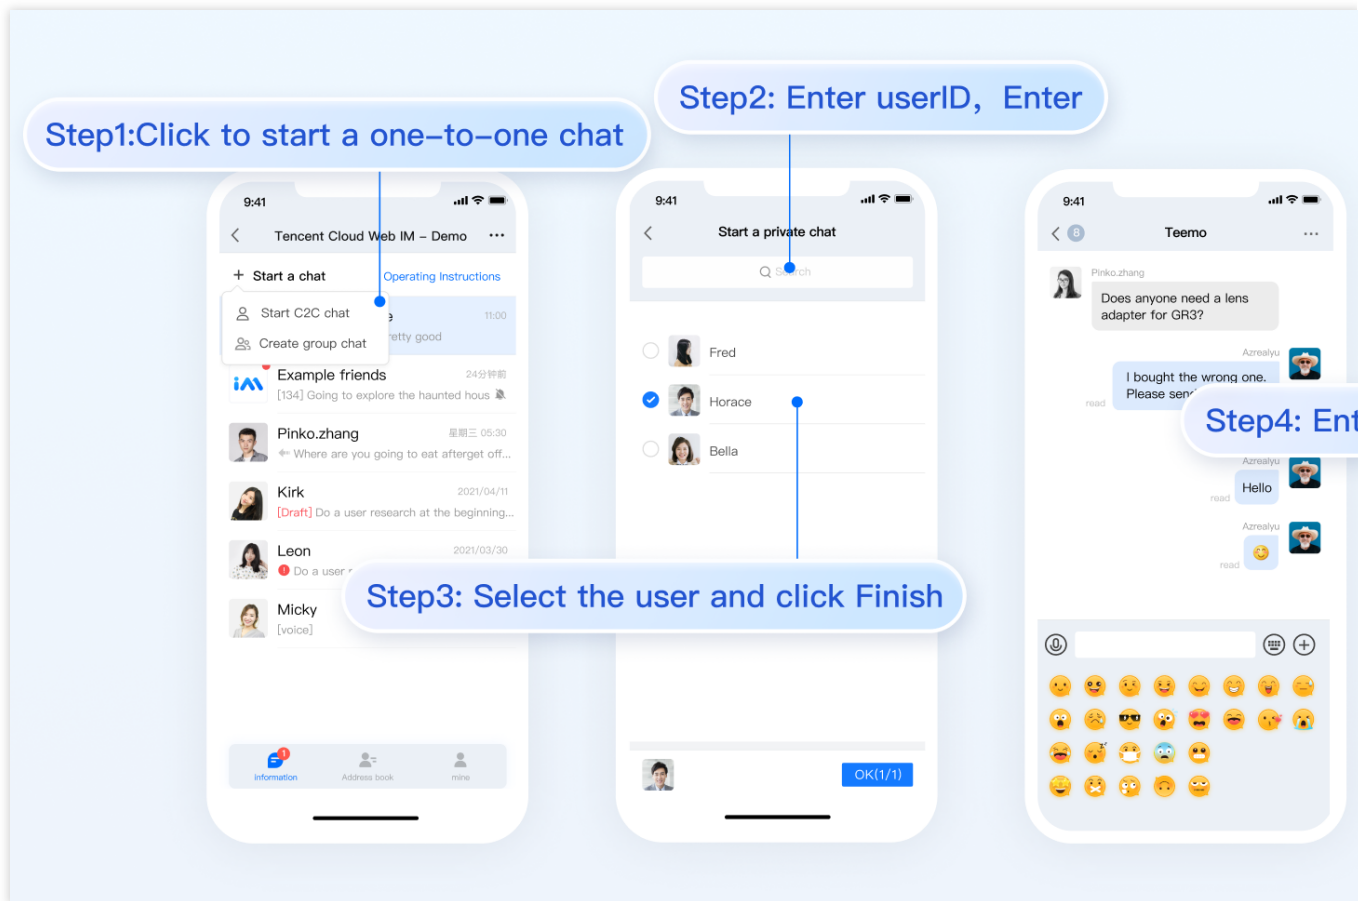 Step1:Click to start a one-to-one chat
9:41
Tencent Cloud Web IM – Demo
+ Start a chat
Operating Instructions
Start C2C chat
11:00
Create group chat
retty good
Example friends
24分钟前
[134] Going to explore the haunted hous
Pinko.zhang
星期三 05:30
Where are you going to eat afterget off...
Kirk
2021/04/11
[Draft] Do a user research at the beginning...
Leon
2021/03/30
Do a user
Micky
[voice]
1
Information
Address book
mine
Step2: Enter userID, Enter
9:41
Start a private chat
Search
Fred
Horace
Bella
Step3: Select the user and click Finish
OK(1/1)
9:41
8
Teemo
Pinko.zhang
Does anyone need a lens
adapter for GR3?
Azrealyu
I bought the wrong one.
Please sen
read
Step4: Ent
Azrealyu
Hello
read
Azrealyu
read